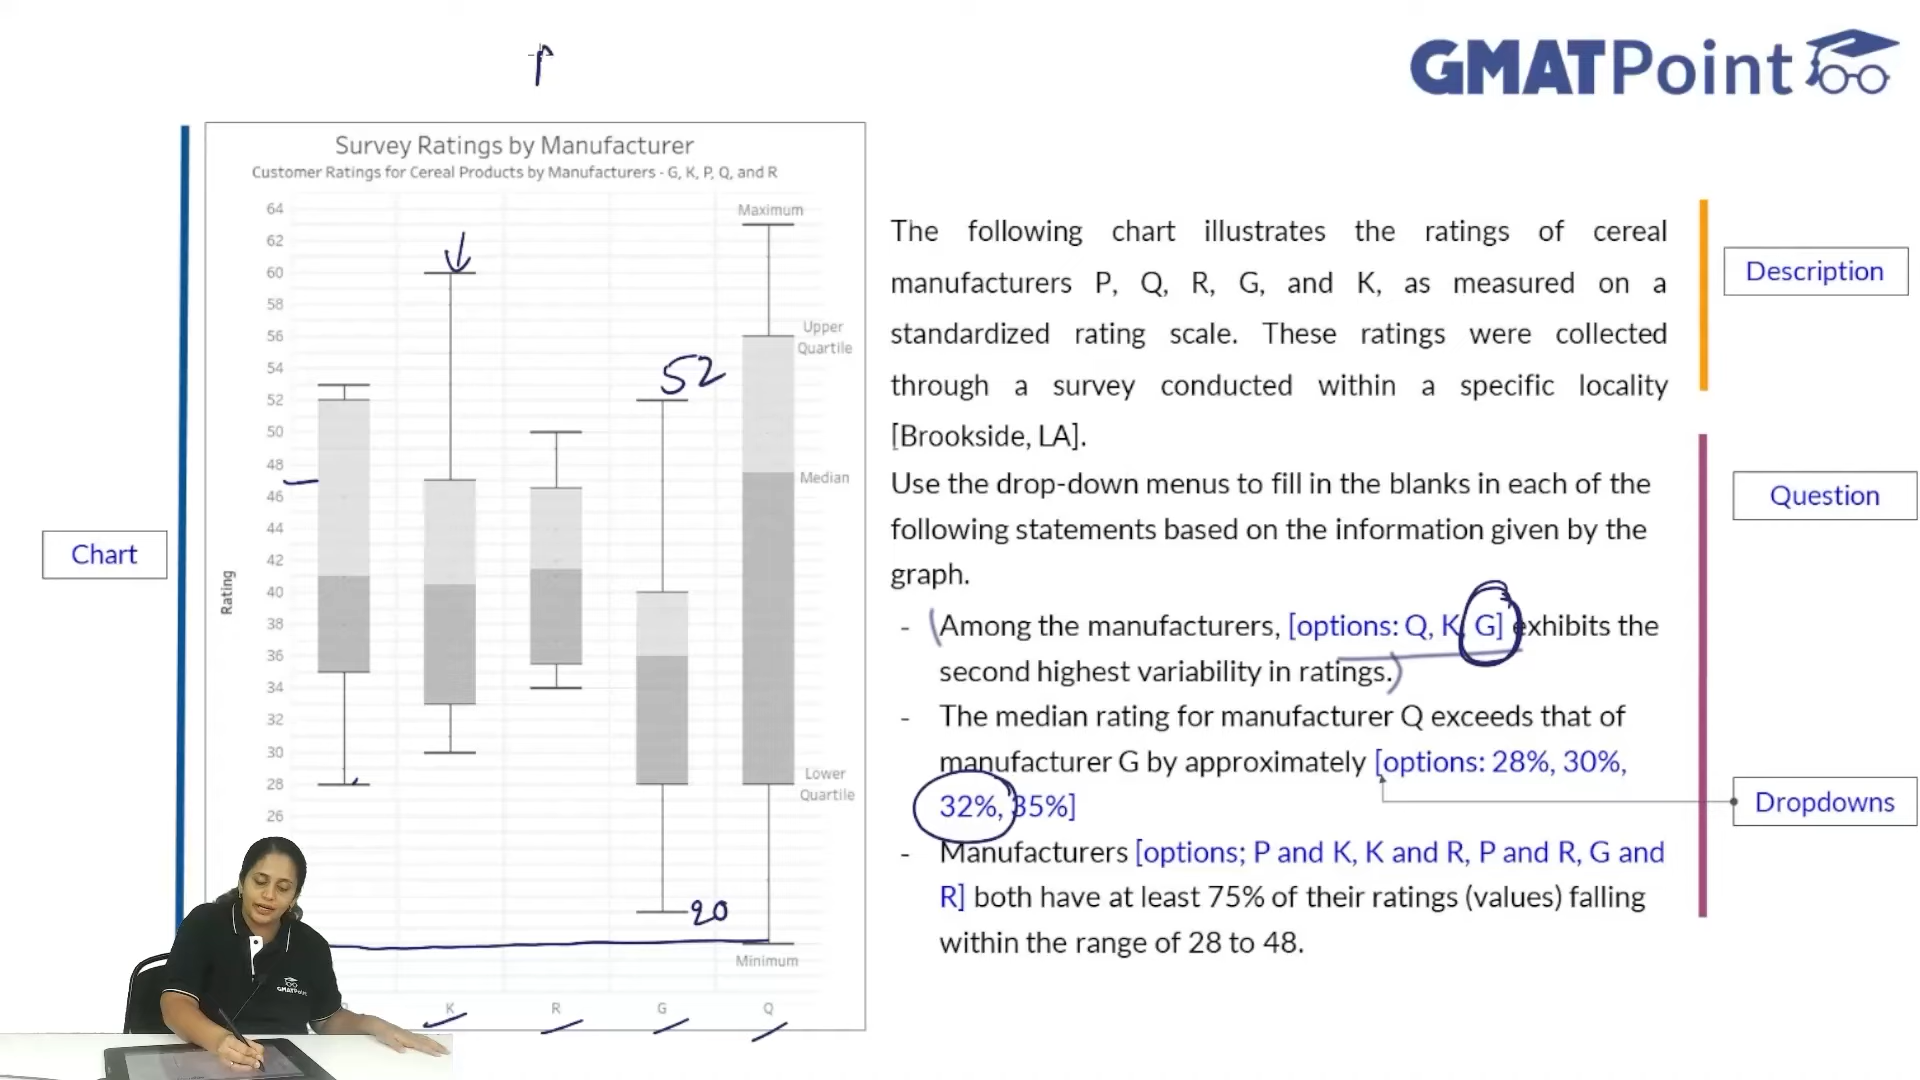 GMATPoint
Survey Ratings by Manufacturer
Customer Ratings for Cereal Products by Manufacturers - G, K, P, Q, and R
64
62
60
58
56
54
52
50
48
46
44
42
40
38
36
34
32
30
28
26
Rating
Maximum
Upper
Quartile
Median
Lower
Quartile
Minimum
52
20
K
R
G
Q
Chart
The following chart illustrates the ratings of cereal
manufacturers P, Q, R, G, and K, as measured on a
standardized rating scale. These ratings were collected
through a survey conducted within a specific locality
[Brookside, LA].
Use the drop-down menus to fill in the blanks in each of the
following statements based on the information given by the
graph.
- Among the manufacturers, [options: Q, K, G] exhibits the
second highest variability in ratings.
- The median rating for manufacturer Q exceeds that of
manufacturer G by approximately [options: 28%, 30%,
32%, 35%]
- Manufacturers [options; P and K, K and R, P and R, G and
R] both have at least 75% of their ratings (values) falling
within the range of 28 to 48.
Description
Question
Dropdowns
GMATPoint